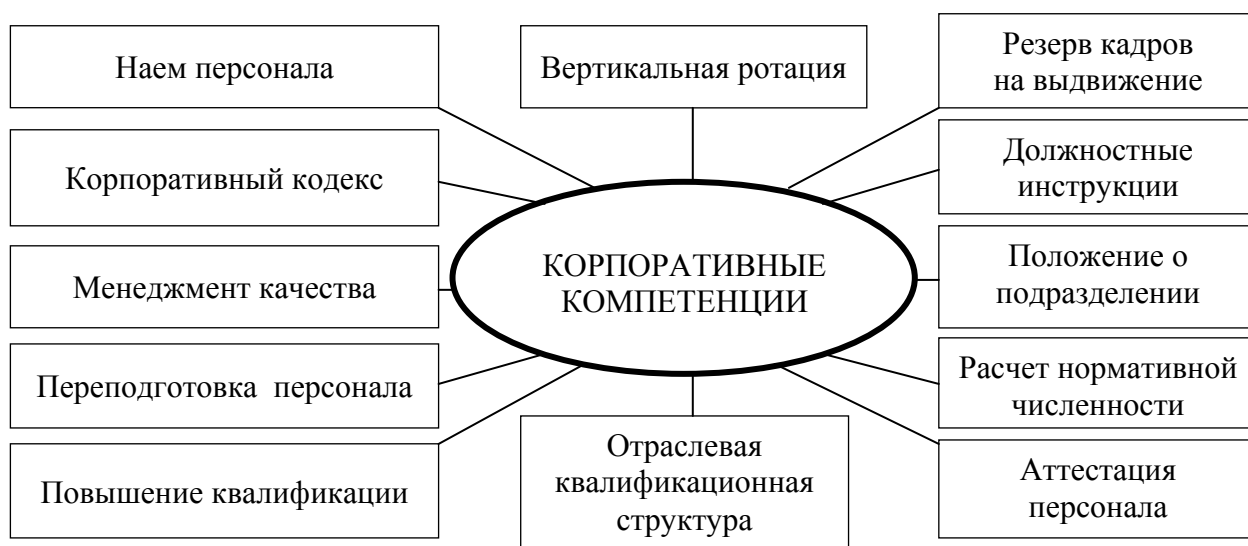 Наем персонала
Вертикальная ротация
Резерв кадров
на выдвижение
Корпоративный кодекс
Должностные
инструкции
КОРПОРАТИВНЫЕ
КОМПЕТЕНЦИИ
Менеджмент качества
Положение о
подразделении
Переподготовка персонала
Расчет нормативной
численности
Повышение квалификации
Отраслевая
квалификационная
структура
Аттестация
персонала